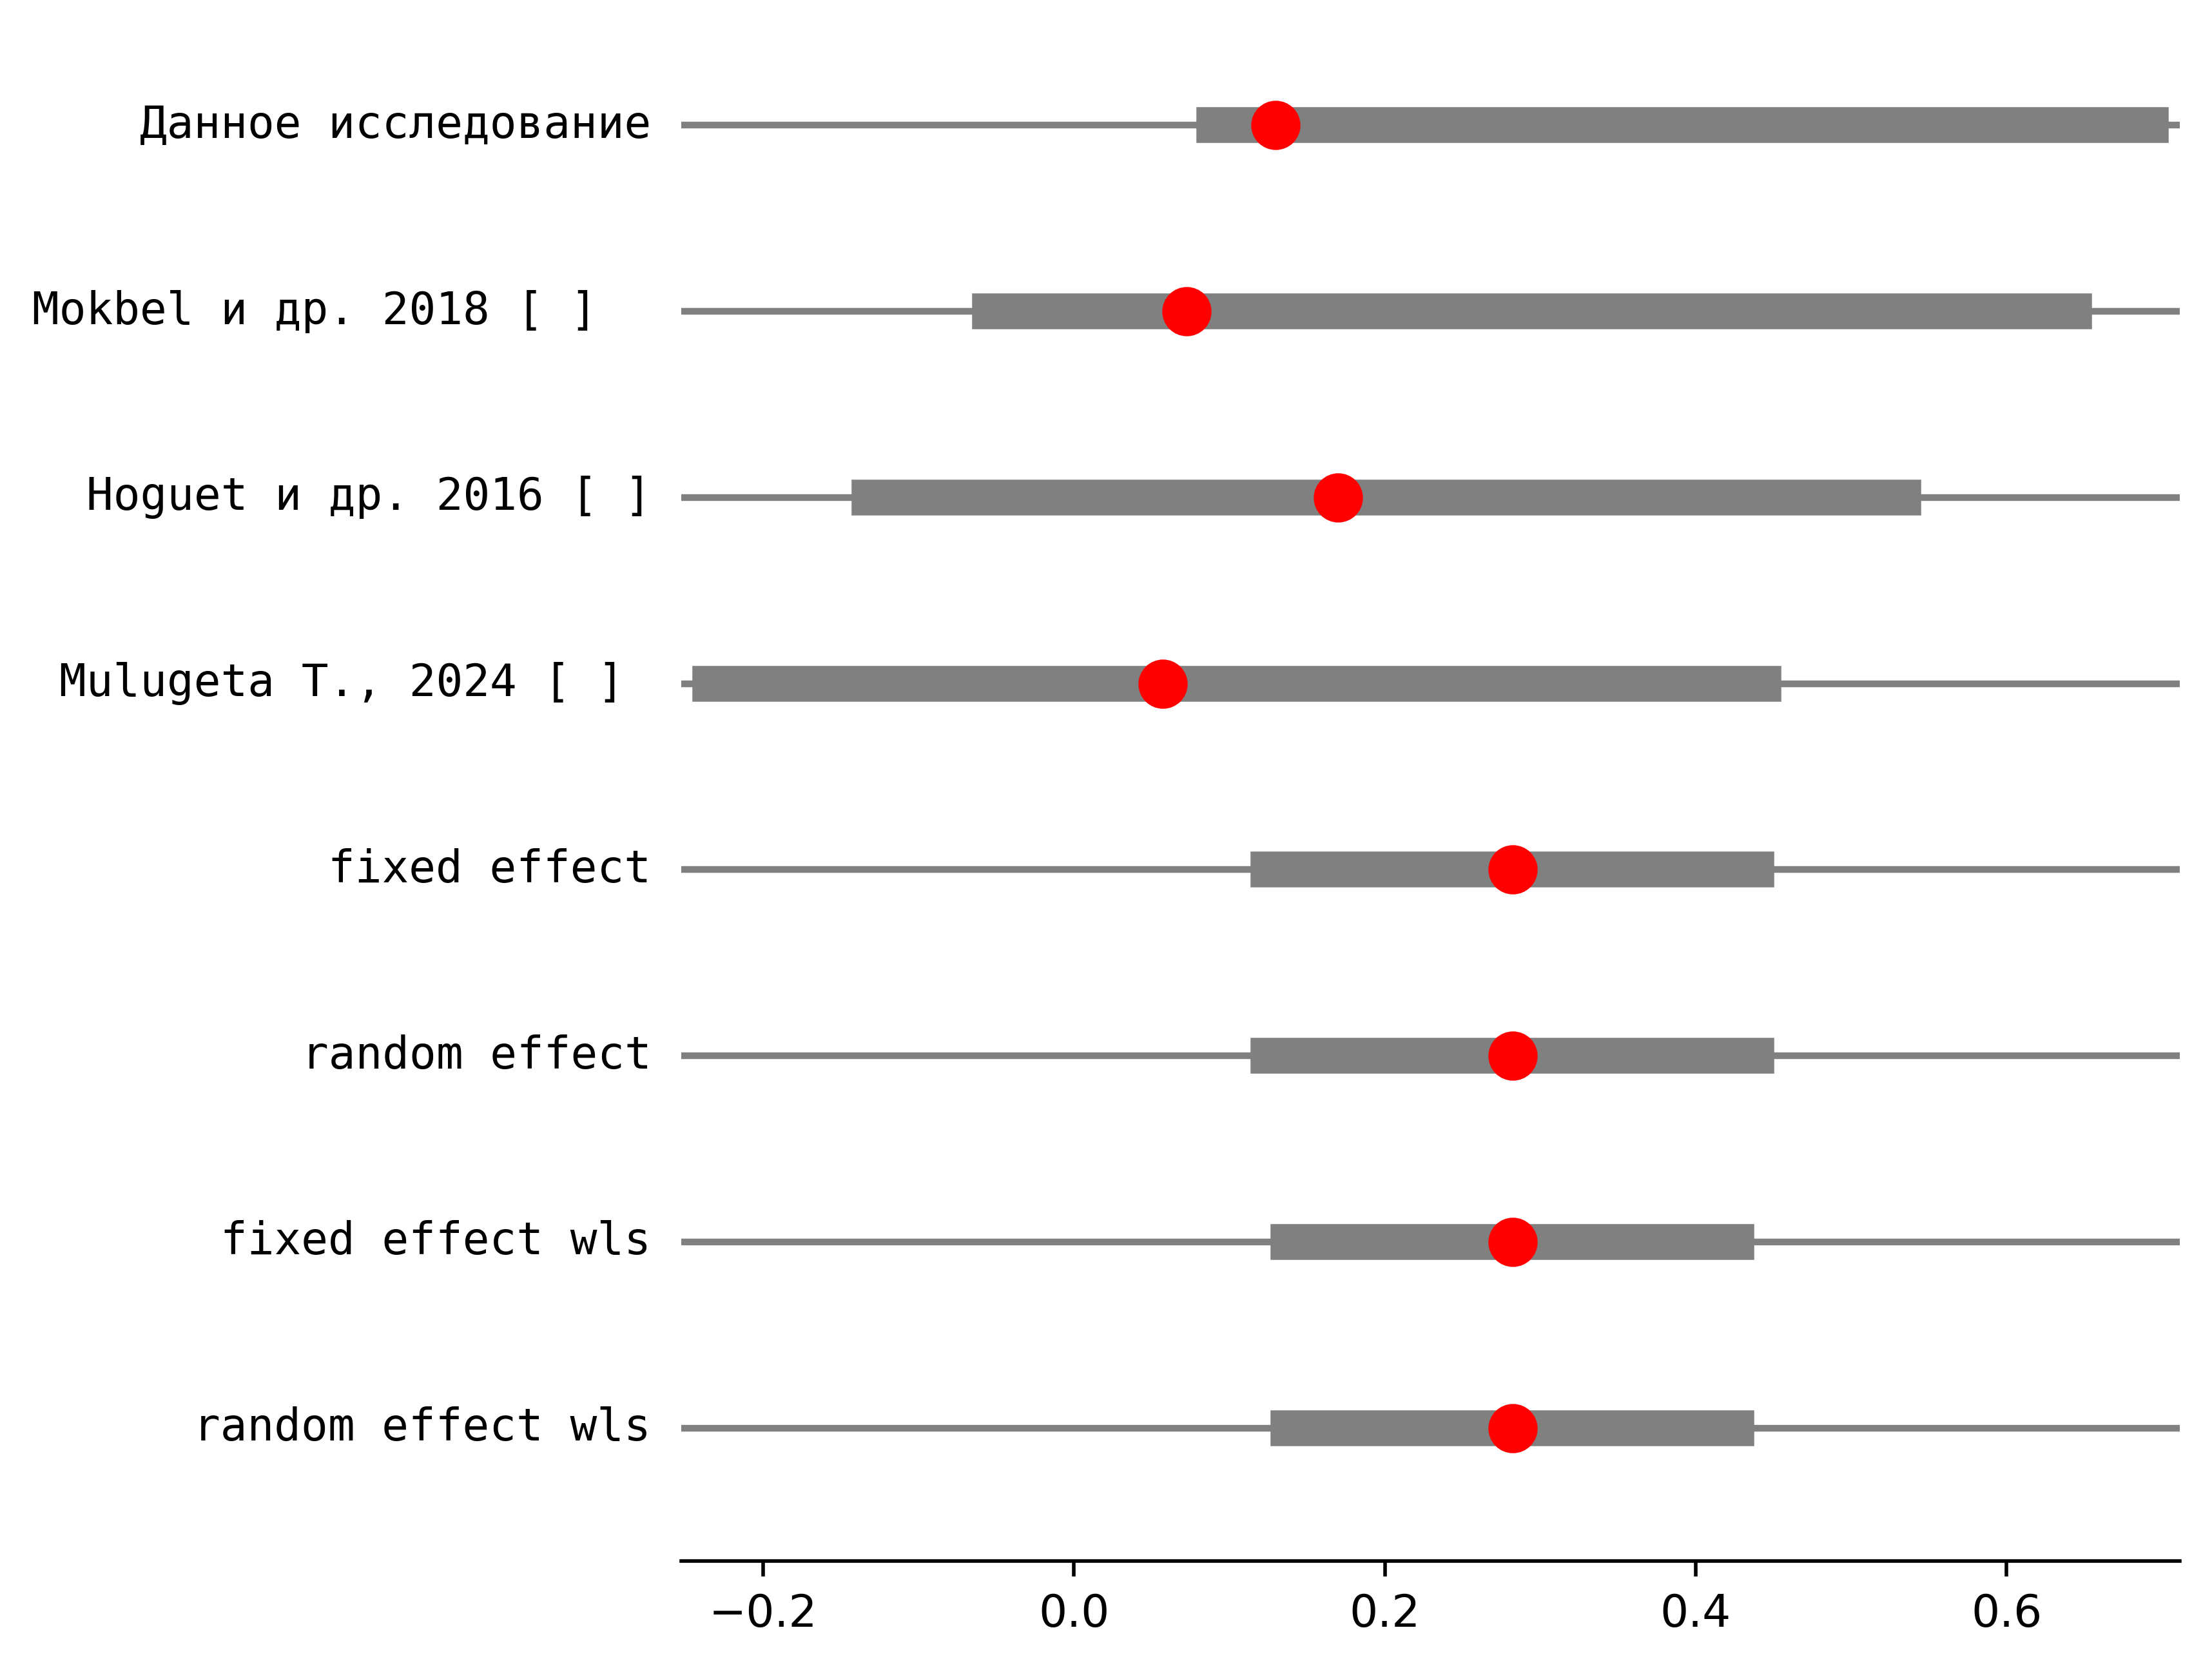 Данное исследование
Mokbel и др. 2018 [ ]
Hoguet и др. 2016 [ ]
Mulugeta T., 2024 [ ]
fixed effect
random effect
fixed effect wls
random effect wls
−0.2 0.0 0.2 0.4 0.6